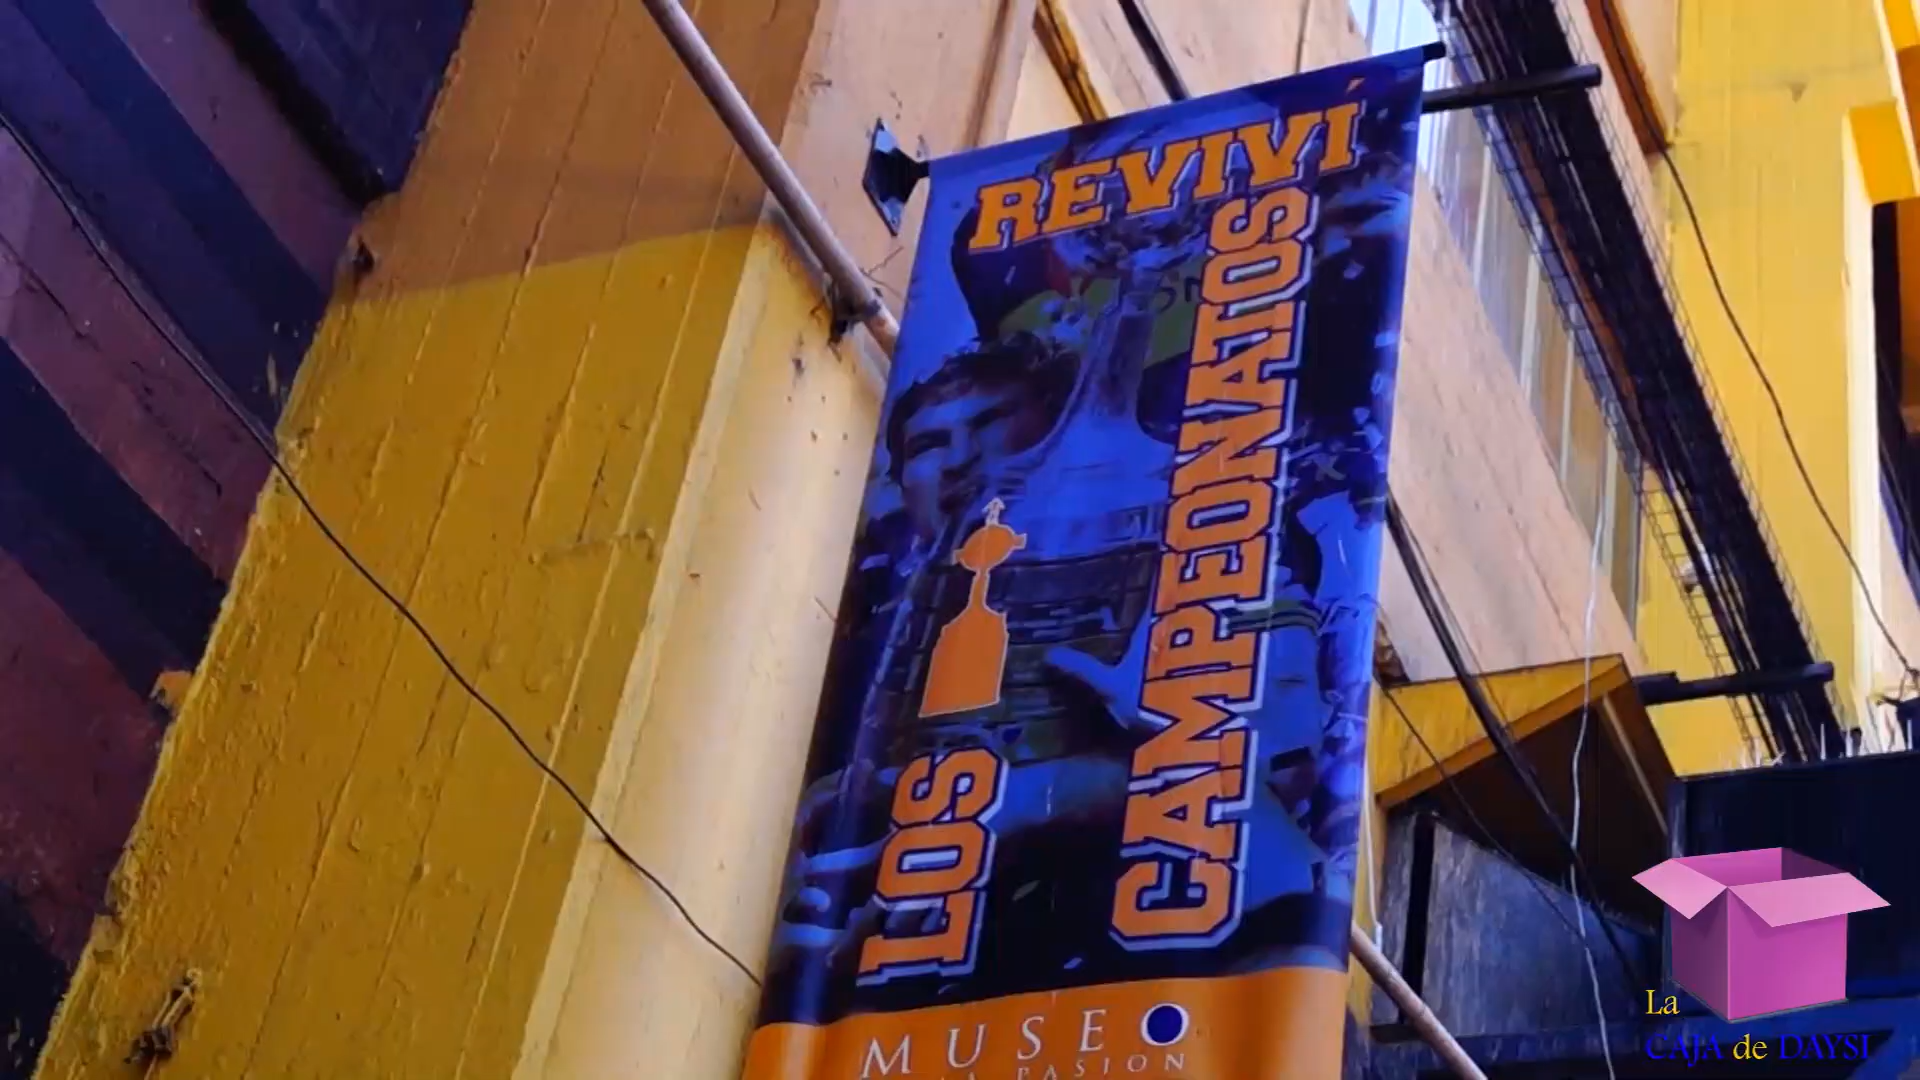 REVIVÍ
LOS
CAMPEONATOS
MUSEO
LA PASION
La
CAJA de DAYSI